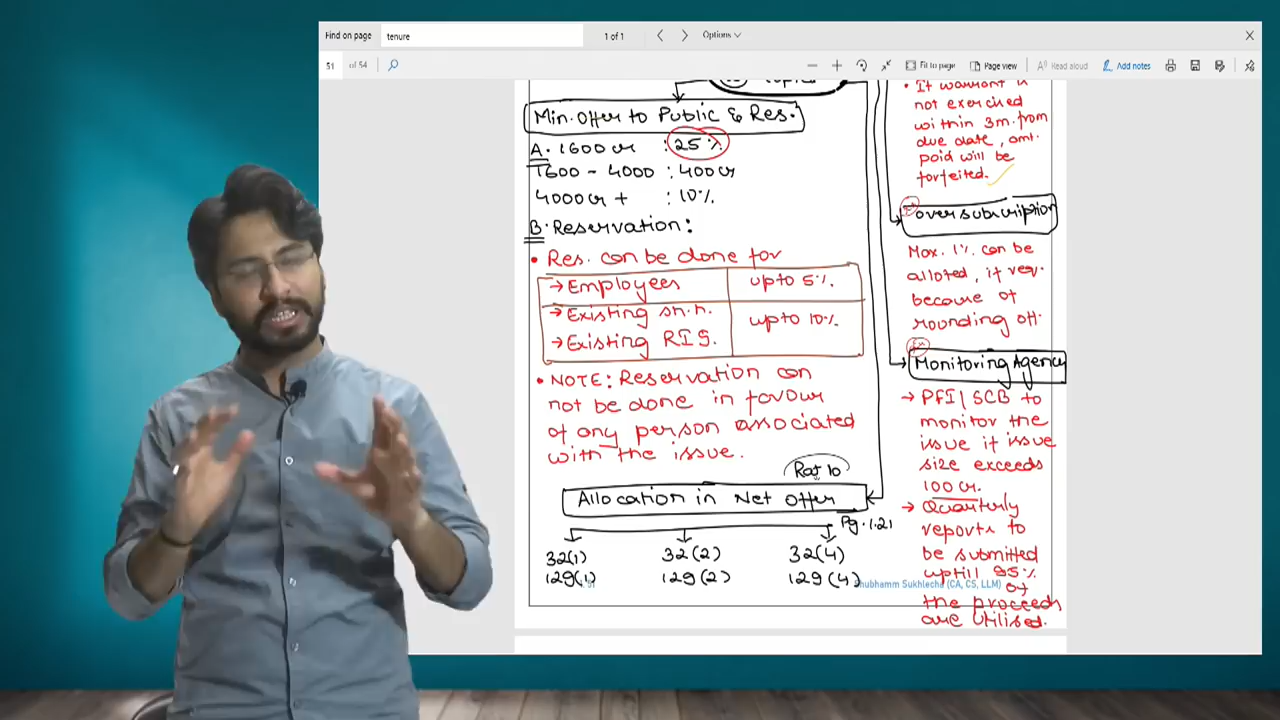 Find on page
tenure
1 of 1
Options
51
of 54
Fit to page
Page view
Read aloud
Add notes
Min. Offer to Public & Res.
A. 1600 cr : 25%
1600 - 4000 : 400 cr
4000 cr + : 10%
B. Reservation:
• Res. can be done for
→ Employees
upto 5%.
→ Existing sh.h.
→ Existing RIS.
upto 10%
• NOTE: Reservation can
not be done in favour
of any person associated
with the issue.
Rat 10
Allocation in Net Offer
Pg. 1.21
32(1) 32(2) 32(4)
129(1) 129(2) 129(4)
• If warrant is
not exercised
within 3m. from
due date, amt.
paid will be
forfeited.
over subscription
Max. 1% can be
alloted, if req.
because of
rounding off.
Monitoring Agency
→ PFI/SCB to
monitor the
issue if issue
size exceeds
100 cr.
→ Quarterly
reports to
be submitted
uptill 95%
of
the proceeds
are utilised.
Shubhamm Sukhlecha (CA, CS, LLM)